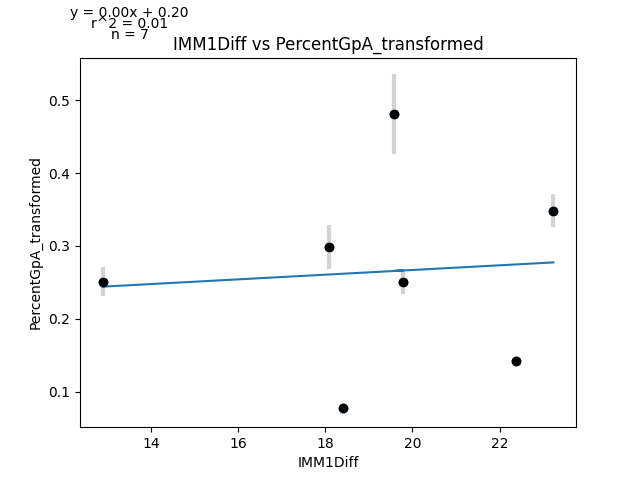 y = 0.00x + 0.20
r^2 = 0.01
n = 7
IMM1Diff vs PercentGpA_transformed
PercentGpA_transformed
0.5
0.4
0.3
0.2
0.1
14 16 18 20 22
IMM1Diff